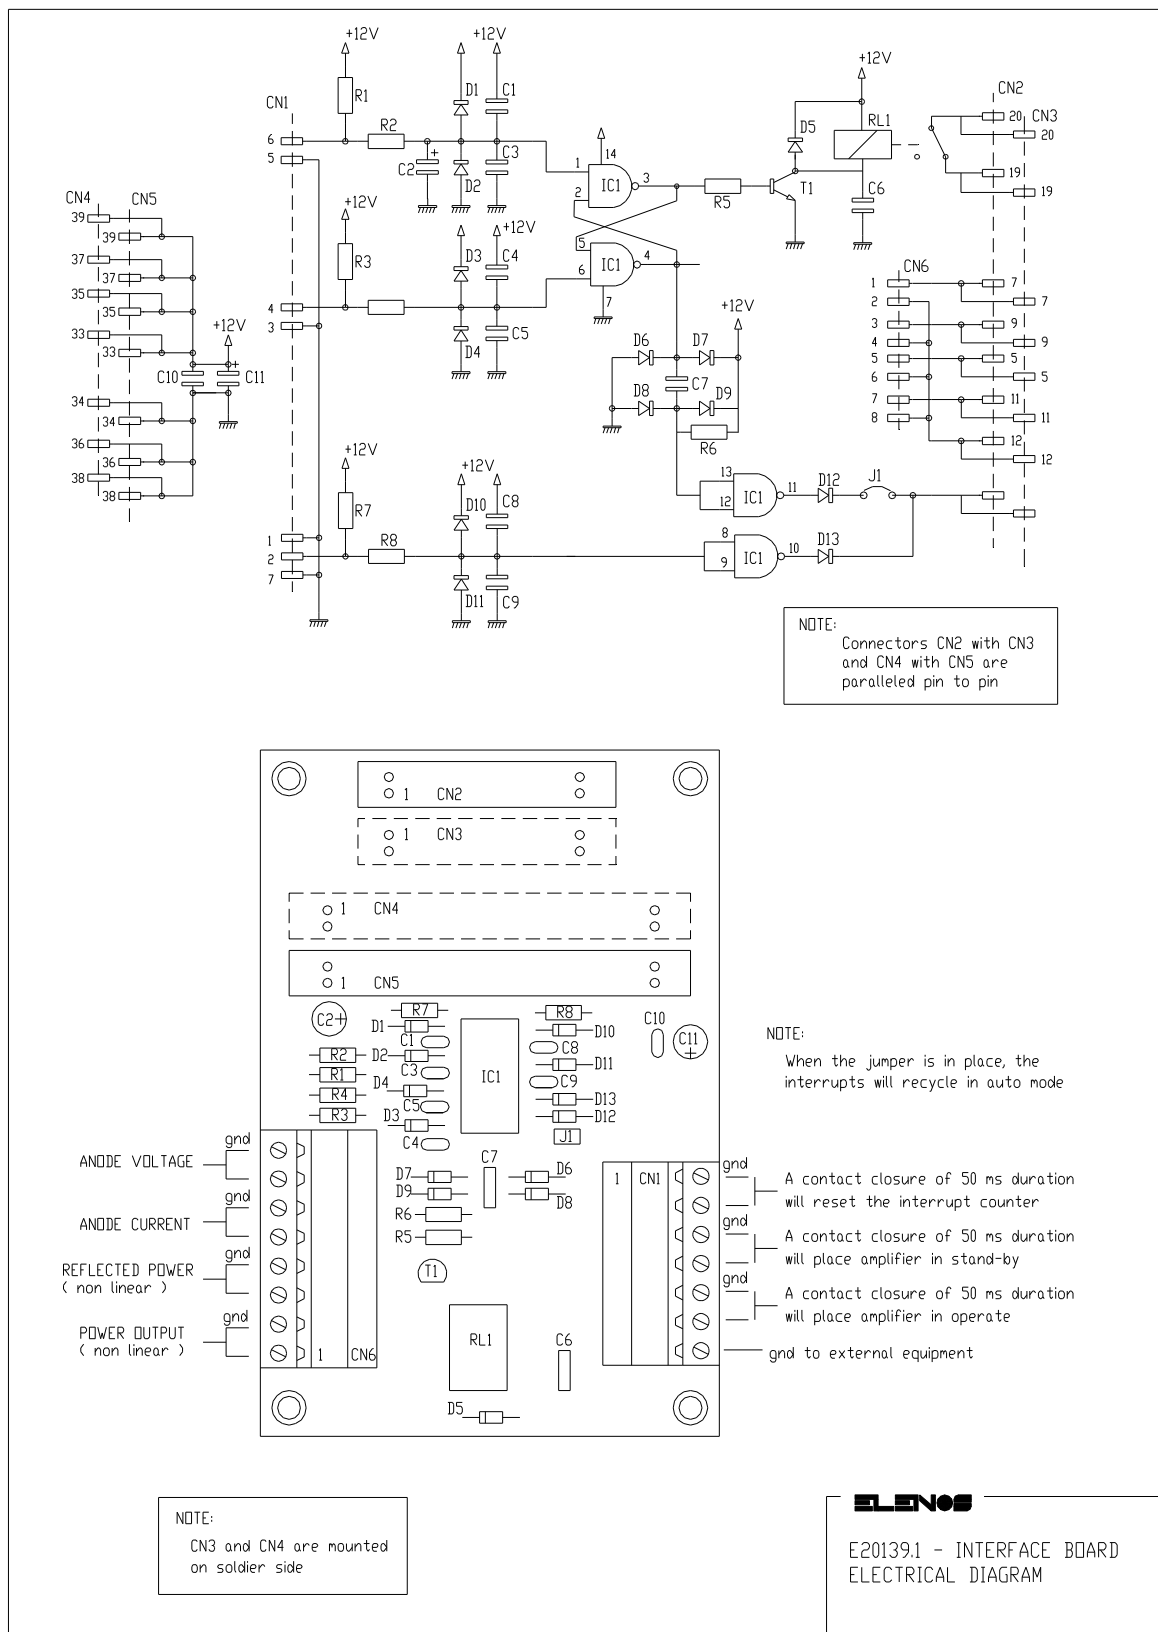 +12V
+12V
+12V
+12V
CN1
R1
D1
C1
CN2
CN3
6
R2
5
C2
+
D2
C3
14
1
IC1
3
2
R5
D5
RL1
T1
C6
20
20
19
19
CN4
CN5
39
39
37
37
35
35
33
33
34
34
36
36
38
38
+12V
+
C10
C11
+12V
R3
+12V
D3
C4
4
3
D4
C5
5
IC1
4
6
7
+12V
D6
D7
C7
D8
D9
R6
CN6
1
2
3
4
5
6
7
8
7
7
9
9
5
5
11
11
12
12
+12V
+12V
R7
D10
C8
1
2
7
R8
D11
C9
13
12
IC1
11
D12
J1
8
9
IC1
10
D13
NOTE:
Connectors CN2 with CN3
and CN4 with CN5 are
paralleled pin to pin
1 CN2
1 CN3
1 CN4
1 CN5
C2+
R7
R8
D1
D10
C1
C10
C11
+
R2
D2
C8
R1
C3
IC1
D11
R4
D4
C9
R3
C5
D13
D3
D12
C4
J1
NOTE:
When the jumper is in place, the
interrupts will recycle in auto mode
gnd
ANODE VOLTAGE
gnd
ANODE CURRENT
gnd
REFLECTED POWER
( non linear )
gnd
POWER OUTPUT
( non linear )
1 CN6
D7
C7
D6
D9
D8
R6
R5
T1
RL1
C6
D5
1 CN1
gnd
A contact closure of 50 ms duration
will reset the interrupt counter
gnd
A contact closure of 50 ms duration
will place amplifier in stand-by
gnd
A contact closure of 50 ms duration
will place amplifier in operate
gnd to external equipment
NOTE:
CN3 and CN4 are mounted
on soldier side
ELENOS
E20139.1 - INTERFACE BOARD
ELECTRICAL DIAGRAM